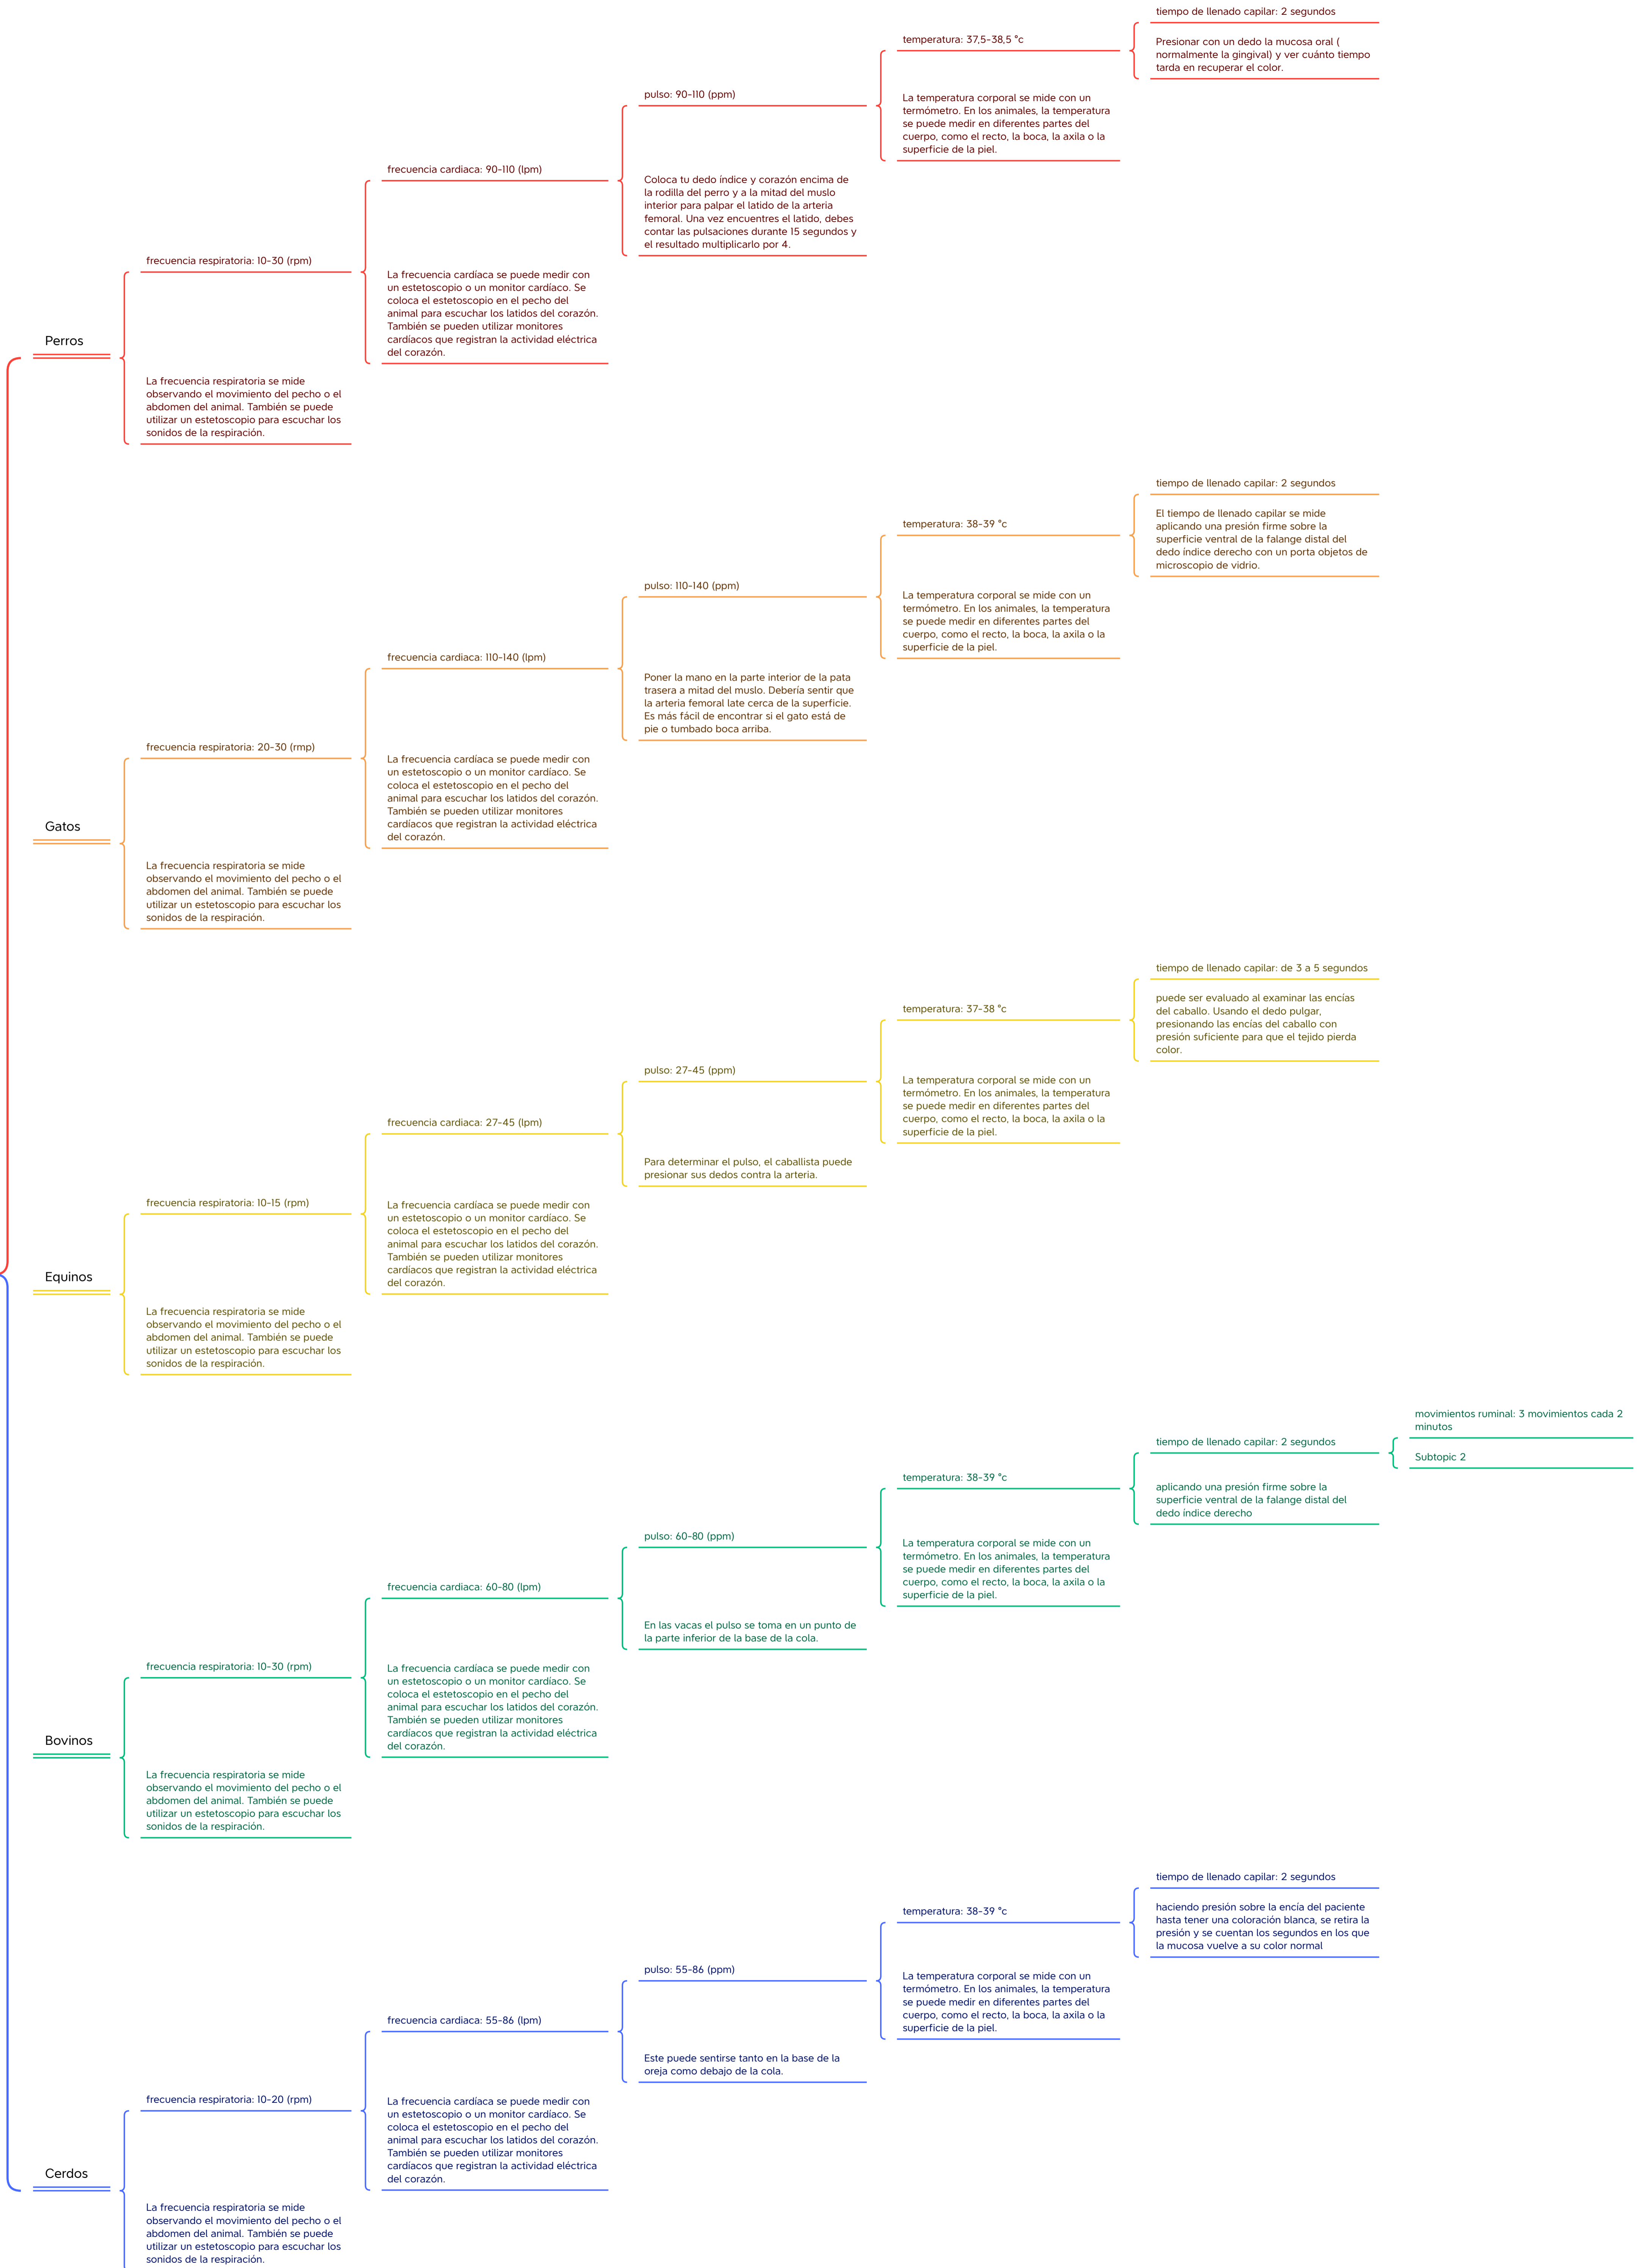 Perros
frecuencia respiratoria: 10-30 (rpm)
La frecuencia respiratoria se mide
observando el movimiento del pecho o el
abdomen del animal. También se puede
utilizar un estetoscopio para escuchar los
sonidos de la respiración.
frecuencia cardiaca: 90-110 (lpm)
La frecuencia cardíaca se puede medir con
un estetoscopio o un monitor cardíaco. Se
coloca el estetoscopio en el pecho del
animal para escuchar los latidos del corazón.
También se pueden utilizar monitores
cardíacos que registran la actividad eléctrica
del corazón.
pulso: 90-110 (ppm)
Coloca tu dedo índice y corazón encima de
la rodilla del perro y a la mitad del muslo
interior para palpar el latido de la arteria
femoral. Una vez encuentres el latido, debes
contar las pulsaciones durante 15 segundos y
el resultado multiplicarlo por 4.
temperatura: 37,5-38,5 °c
La temperatura corporal se mide con un
termómetro. En los animales, la temperatura
se puede medir en diferentes partes del
cuerpo, como el recto, la boca, la axila o la
superficie de la piel.
tiempo de llenado capilar: 2 segundos
Presionar con un dedo la mucosa oral (
normalmente la gingival) y ver cuánto tiempo
tarda en recuperar el color.
Gatos
frecuencia respiratoria: 20-30 (rmp)
La frecuencia respiratoria se mide
observando el movimiento del pecho o el
abdomen del animal. También se puede
utilizar un estetoscopio para escuchar los
sonidos de la respiración.
frecuencia cardiaca: 110-140 (lpm)
La frecuencia cardíaca se puede medir con
un estetoscopio o un monitor cardíaco. Se
coloca el estetoscopio en el pecho del
animal para escuchar los latidos del corazón.
También se pueden utilizar monitores
cardíacos que registran la actividad eléctrica
del corazón.
pulso: 110-140 (ppm)
Poner la mano en la parte interior de la pata
trasera a mitad del muslo. Debería sentir que
la arteria femoral late cerca de la superficie.
Es más fácil de encontrar si el gato está de
pie o tumbado boca arriba.
temperatura: 38-39 °c
La temperatura corporal se mide con un
termómetro. En los animales, la temperatura
se puede medir en diferentes partes del
cuerpo, como el recto, la boca, la axila o la
superficie de la piel.
tiempo de llenado capilar: 2 segundos
El tiempo de llenado capilar se mide
aplicando una presión firme sobre la
superficie ventral de la falange distal del
dedo índice derecho con un porta objetos de
microscopio de vidrio.
Equinos
frecuencia respiratoria: 10-15 (rpm)
La frecuencia respiratoria se mide
observando el movimiento del pecho o el
abdomen del animal. También se puede
utilizar un estetoscopio para escuchar los
sonidos de la respiración.
frecuencia cardiaca: 27-45 (lpm)
La frecuencia cardíaca se puede medir con
un estetoscopio o un monitor cardíaco. Se
coloca el estetoscopio en el pecho del
animal para escuchar los latidos del corazón.
También se pueden utilizar monitores
cardíacos que registran la actividad eléctrica
del corazón.
pulso: 27-45 (ppm)
Para determinar el pulso, el caballista puede
presionar sus dedos contra la arteria.
temperatura: 37-38 °c
La temperatura corporal se mide con un
termómetro. En los animales, la temperatura
se puede medir en diferentes partes del
cuerpo, como el recto, la boca, la axila o la
superficie de la piel.
tiempo de llenado capilar: de 3 a 5 segundos
puede ser evaluado al examinar las encías
del caballo. Usando el dedo pulgar,
presionando las encías del caballo con
presión suficiente para que el tejido pierda
color.
Bovinos
frecuencia respiratoria: 10-30 (rpm)
La frecuencia respiratoria se mide
observando el movimiento del pecho o el
abdomen del animal. También se puede
utilizar un estetoscopio para escuchar los
sonidos de la respiración.
frecuencia cardiaca: 60-80 (lpm)
La frecuencia cardíaca se puede medir con
un estetoscopio o un monitor cardíaco. Se
coloca el estetoscopio en el pecho del
animal para escuchar los latidos del corazón.
También se pueden utilizar monitores
cardíacos que registran la actividad eléctrica
del corazón.
pulso: 60-80 (ppm)
En las vacas el pulso se toma en un punto de
la parte inferior de la base de la cola.
temperatura: 38-39 °c
La temperatura corporal se mide con un
termómetro. En los animales, la temperatura
se puede medir en diferentes partes del
cuerpo, como el recto, la boca, la axila o la
superficie de la piel.
tiempo de llenado capilar: 2 segundos
aplicando una presión firme sobre la
superficie ventral de la falange distal del
dedo índice derecho
movimientos ruminal: 3 movimientos cada 2
minutos
Subtopic 2
Cerdos
frecuencia respiratoria: 10-20 (rpm)
La frecuencia respiratoria se mide
observando el movimiento del pecho o el
abdomen del animal. También se puede
utilizar un estetoscopio para escuchar los
sonidos de la respiración.
frecuencia cardiaca: 55-86 (lpm)
La frecuencia cardíaca se puede medir con
un estetoscopio o un monitor cardíaco. Se
coloca el estetoscopio en el pecho del
animal para escuchar los latidos del corazón.
También se pueden utilizar monitores
cardíacos que registran la actividad eléctrica
del corazón.
pulso: 55-86 (ppm)
Este puede sentirse tanto en la base de la
oreja como debajo de la cola.
temperatura: 38-39 °c
La temperatura corporal se mide con un
termómetro. En los animales, la temperatura
se puede medir en diferentes partes del
cuerpo, como el recto, la boca, la axila o la
superficie de la piel.
tiempo de llenado capilar: 2 segundos
haciendo presión sobre la encía del paciente
hasta tener una coloración blanca, se retira la
presión y se cuentan los segundos en los que
la mucosa vuelve a su color normal